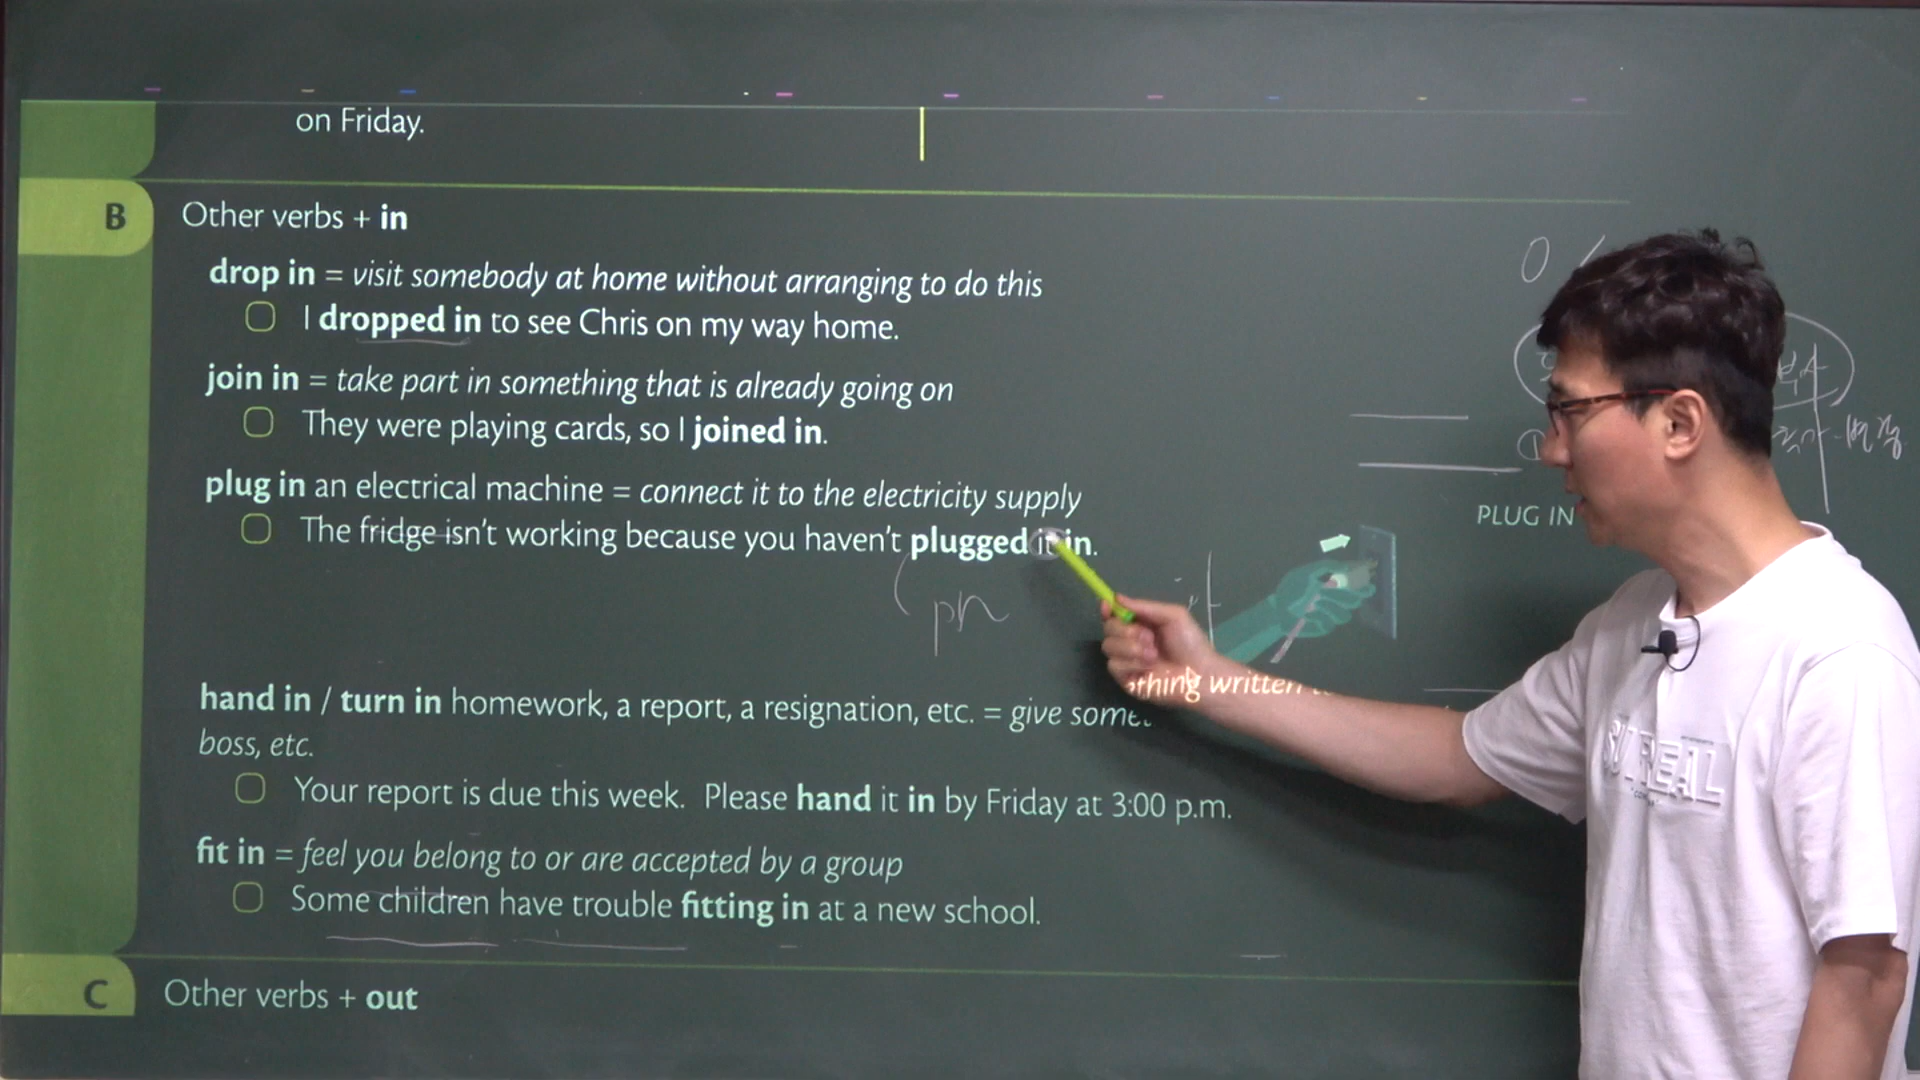 on Friday.
B Other verbs + in
drop in = visit somebody at home without arranging to do this
I dropped in to see Chris on my way home.
join in = take part in something that is already going on
They were playing cards, so I joined in.
plug in an electrical machine = connect it to the electricity supply
The fridge isn't working because you haven't plugged it in.
PLUG IN
hand in / turn in homework, a report, a resignation, etc. = give written
boss, etc.
Your report is due this week. Please hand it in by Friday at 3:00 p.m.
fit in = feel you belong to or are accepted by a group
Some children have trouble fitting in at a new school.
C Other verbs + out